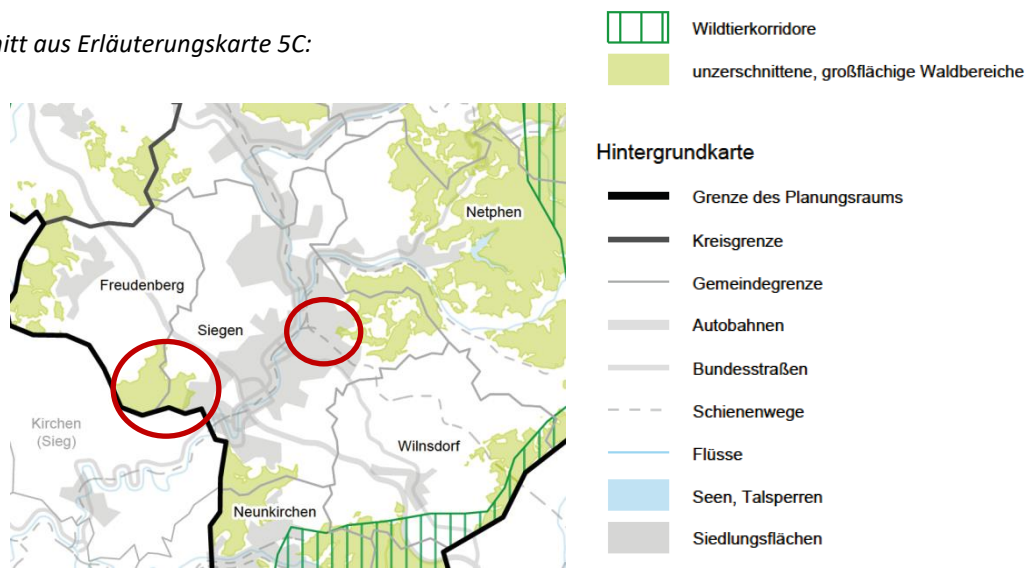 nitt aus Erläuterungskarte 5C:
Netphen
Freudenberg
Siegen
Kirchen
(Sieg)
Wilnsdorf
Neunkirchen
Wildtierkorridore
unzerschnittene, großflächige Waldbereiche
Hintergrundkarte
Grenze des Planungsraums
Kreisgrenze
Gemeindegrenze
Autobahnen
Bundesstraßen
Schienenwege
Flüsse
Seen, Talsperren
Siedlungsflächen